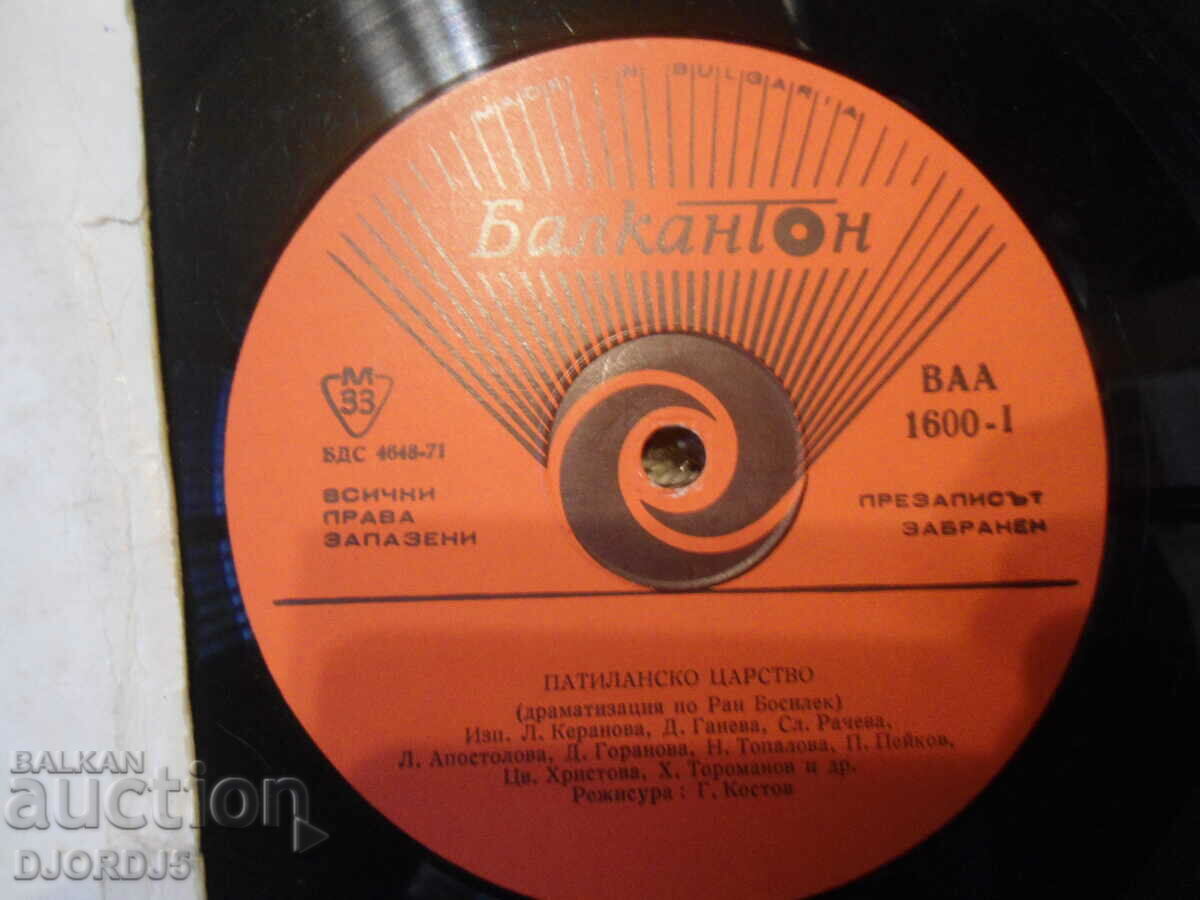 MADE IN BULGARIA
Балкантон
М
33
БДС 4648-71
ВСИЧКИ
ПРАВА
ЗАПАЗЕНИ
ВАА
1600-I
ПРЕЗАПИСЪТ
ЗАБРАНЕН
ПАТИЛАНСКО ЦАРСТВО
(драматизация по Ран Босилек)
Изп. Л. Керанова, Д. Ганева, Сл. Рачева,
Л. Апостолова, Д. Горанова, Н. Топалова, П. Пейков,
Цв. Христова, Х. Тороманов и др.
Режисура : Г. Костов
BALKAN
auction
DJORDJ5